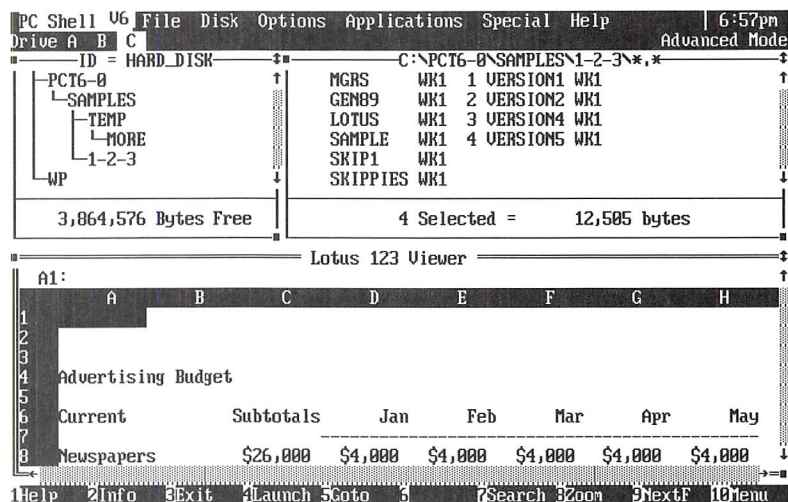 PC Shell V6 File Disk Options Applications Special Help 6:57pm
Drive A B C Advanced Mode
ID = HARD_DISK
PCT6-0
SAMPLES
TEMP
MORE
1-2-3
WP
3,864,576 Bytes Free
C:\PCT6-0\SAMPLES\1-2-3\*.*
MGRS WK1 1 VERSION1 WK1
GEN89 WK1 2 VERSION2 WK1
LOTUS WK1 3 VERSION4 WK1
SAMPLE WK1 4 VERSION5 WK1
SKIP1 WK1
SKIPPIES WK1
4 Selected = 12,505 bytes
Lotus 123 Viewer
A1:
A B C D E F G H
1
2
3
4 Advertising Budget
5
6 Current Subtotals Jan Feb Mar Apr May
7
8 Newspapers $26,000 $4,000 $4,000 $4,000 $4,000 $4,000
1Help 2Info 3Exit 4Launch 5Goto 6 7Search 8Zoom 9NextF 10Menu